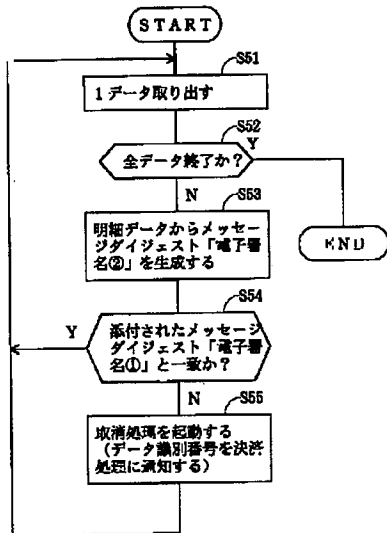 START
S51
1データ取り出す
S52
全データ終了か?
Y
N
S53
明細データからメッセー
ジダイジェスト「電子署
名②」を生成する
END
S54
添付されたメッセージ
ダイジェスト「電子署
名①」と一致か?
Y
N
S55
取消処理を起動する
(データ識別番号を決済
処理に通知する)